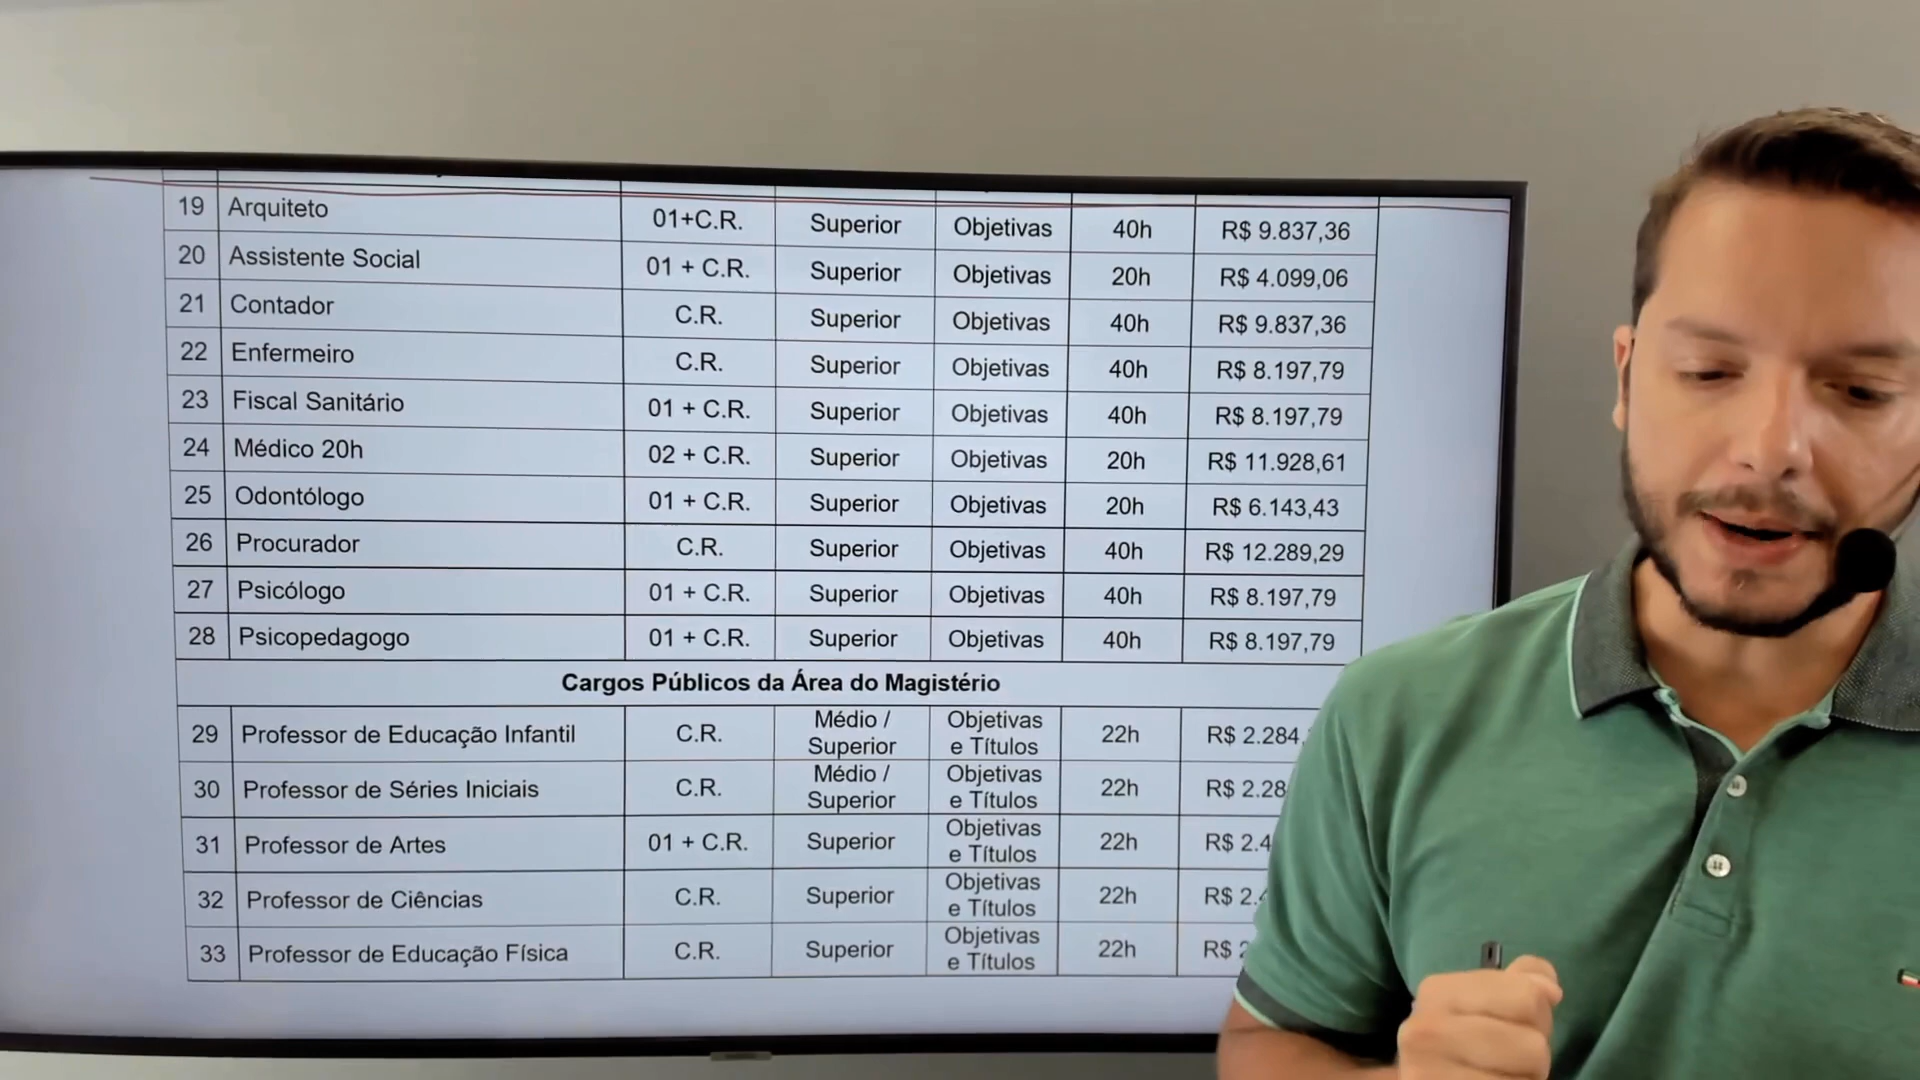 19 Arquiteto 01+C.R. Superior Objetivas 40h R$ 9.837,36
20 Assistente Social 01 + C.R. Superior Objetivas 20h R$ 4.099,06
21 Contador C.R. Superior Objetivas 40h R$ 9.837,36
22 Enfermeiro C.R. Superior Objetivas 40h R$ 8.197,79
23 Fiscal Sanitário 01 + C.R. Superior Objetivas 40h R$ 8.197,79
24 Médico 20h 02 + C.R. Superior Objetivas 20h R$ 11.928,61
25 Odontólogo 01 + C.R. Superior Objetivas 20h R$ 6.143,43
26 Procurador C.R. Superior Objetivas 40h R$ 12.289,29
27 Psicólogo 01 + C.R. Superior Objetivas 40h R$ 8.197,79
28 Psicopedagogo 01 + C.R. Superior Objetivas 40h R$ 8.197,79
Cargos Públicos da Área do Magistério
29 Professor de Educação Infantil C.R. Médio / Superior Objetivas e Títulos 22h R$ 2.284,
30 Professor de Séries Iniciais C.R. Médio / Superior Objetivas e Títulos 22h R$ 2.28
31 Professor de Artes 01 + C.R. Superior Objetivas e Títulos 22h R$ 2.4
32 Professor de Ciências C.R. Superior Objetivas e Títulos 22h R$ 2.4
33 Professor de Educação Física C.R. Superior Objetivas e Títulos 22h R$